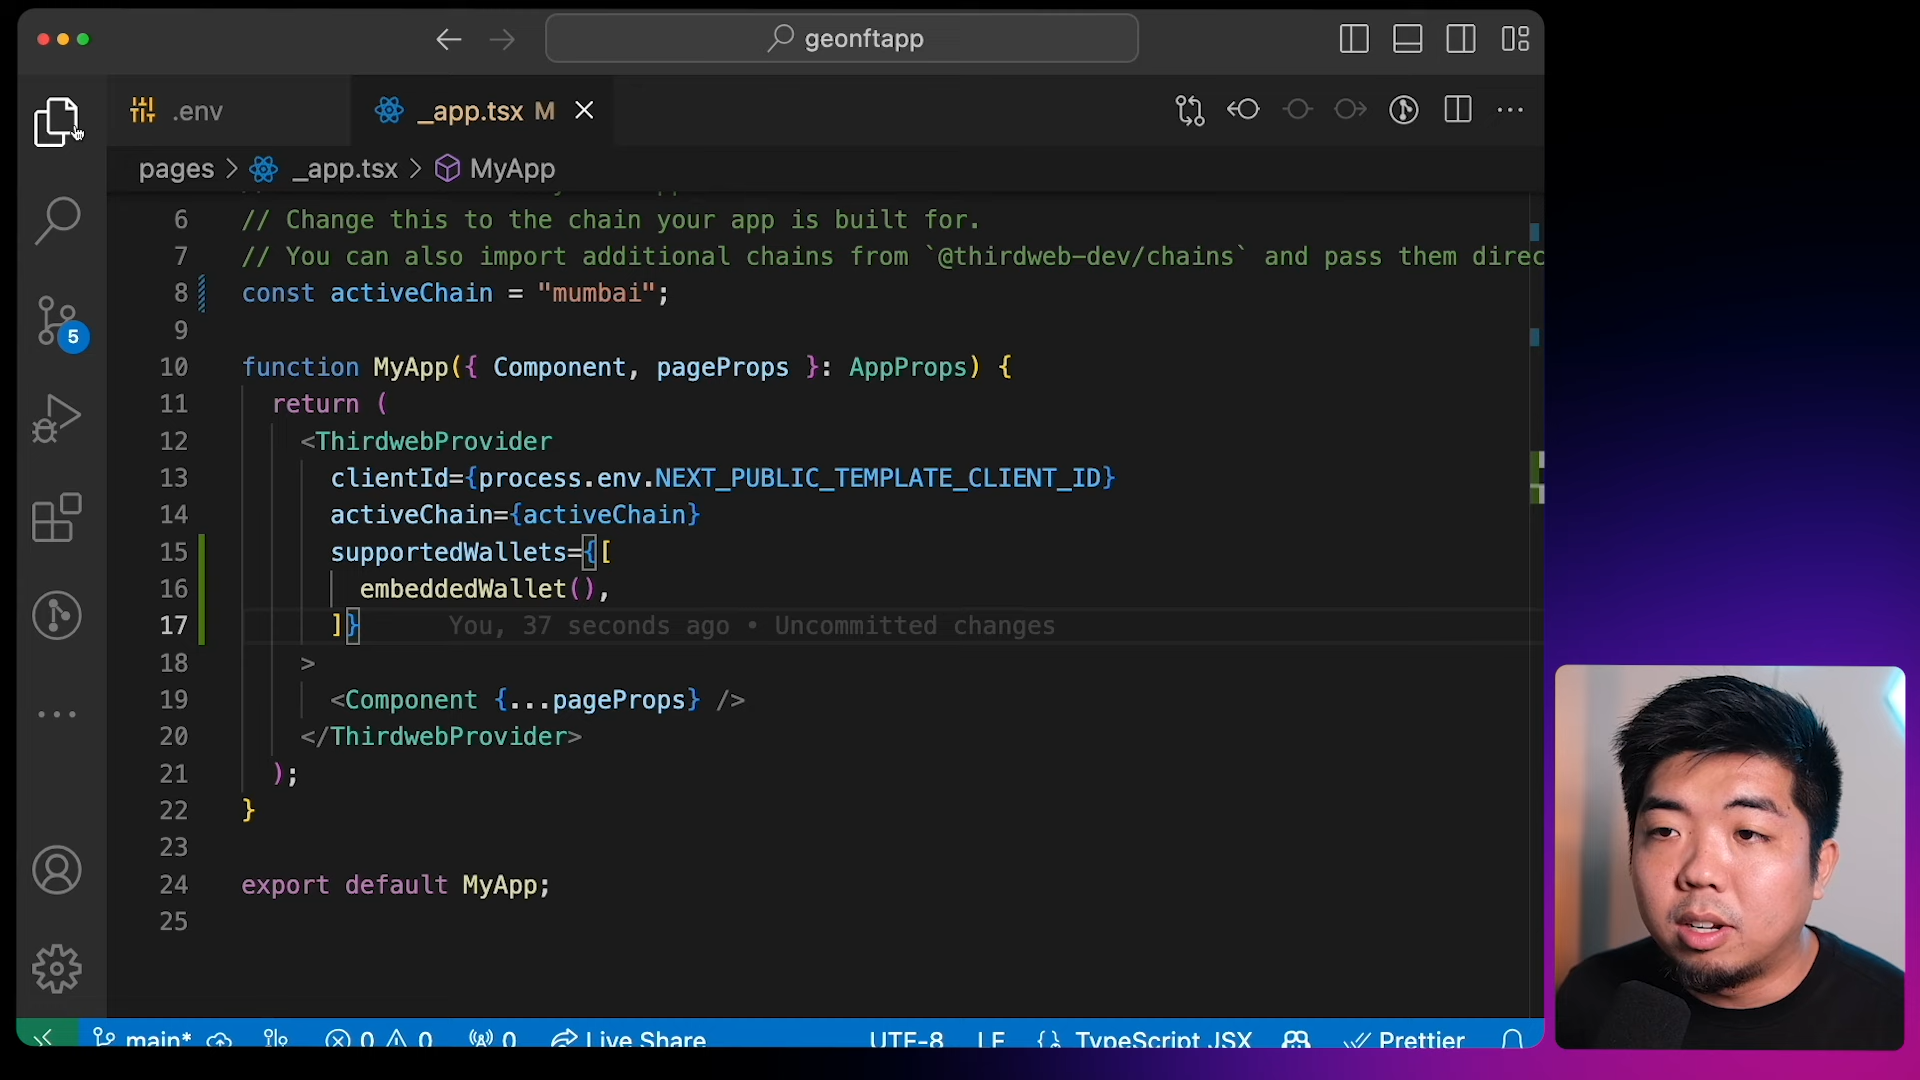 geonftapp
.env
_app.tsx M
pages > _app.tsx > MyApp
6 // Change this to the chain your app is built for.
7 // You can also import additional chains from `@thirdweb-dev/chains` and pass them direc
8 const activeChain = "mumbai";
9
10 function MyApp({ Component, pageProps }: AppProps) {
11 return (
12 <ThirdwebProvider
13 clientId={process.env.NEXT_PUBLIC_TEMPLATE_CLIENT_ID}
14 activeChain={activeChain}
15 supportedWallets={[
16 embeddedWallet(),
17 ]} You, 37 seconds ago • Uncommitted changes
18 >
19 <Component {...pageProps} />
20 </ThirdwebProvider>
21 );
22 }
23
24 export default MyApp;
25
5
main* 0 0 0 Live Share UTF-8 LF {} TypeScript JSX Prettier